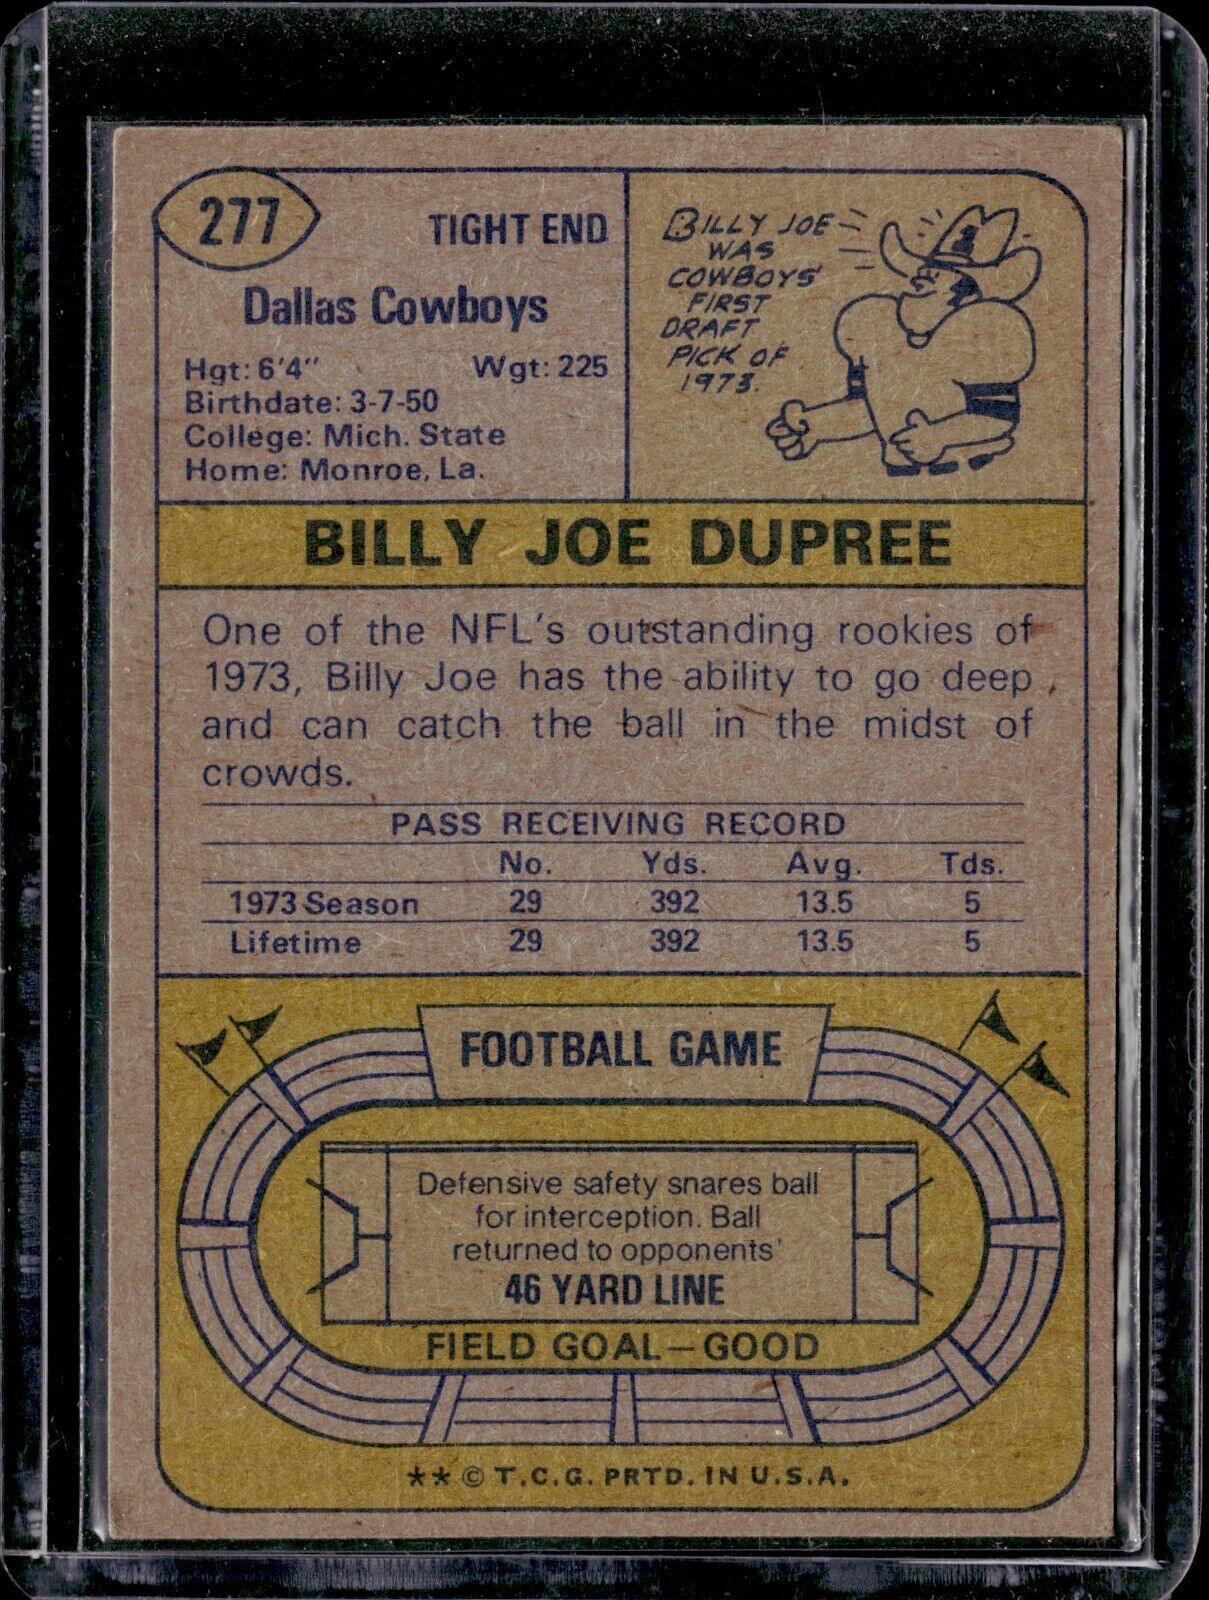 277
TIGHT END
Dallas Cowboys
Hgt: 6'4" Wgt: 225
Birthdate: 3-7-50
College: Mich. State
Home: Monroe, La.
BILLY JOE
WAS
COWBOYS'
FIRST
DRAFT
PICK OF
1973.
BILLY JOE DUPREE
One of the NFL's outstanding rookies of
1973, Billy Joe has the ability to go deep
and can catch the ball in the midst of
crowds.
PASS RECEIVING RECORD
No. Yds. Avg. Tds.
1973 Season 29 392 13.5 5
Lifetime 29 392 13.5 5
FOOTBALL GAME
Defensive safety snares ball
for interception. Ball
returned to opponents'
46 YARD LINE
FIELD GOAL—GOOD
** © T.C.G. PRTD. IN U.S.A.